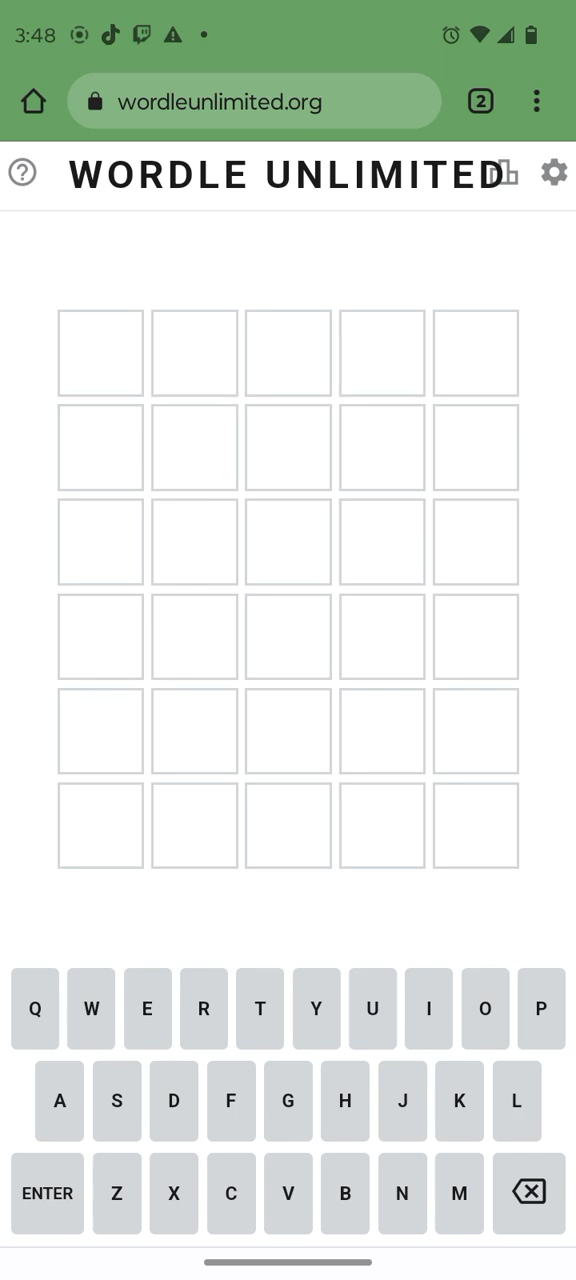 3:48
wordleunlimited.org
2
WORDLE UNLIMITED
Q W E R T Y U I O P
A S D F G H J K L
ENTER Z X C V B N M